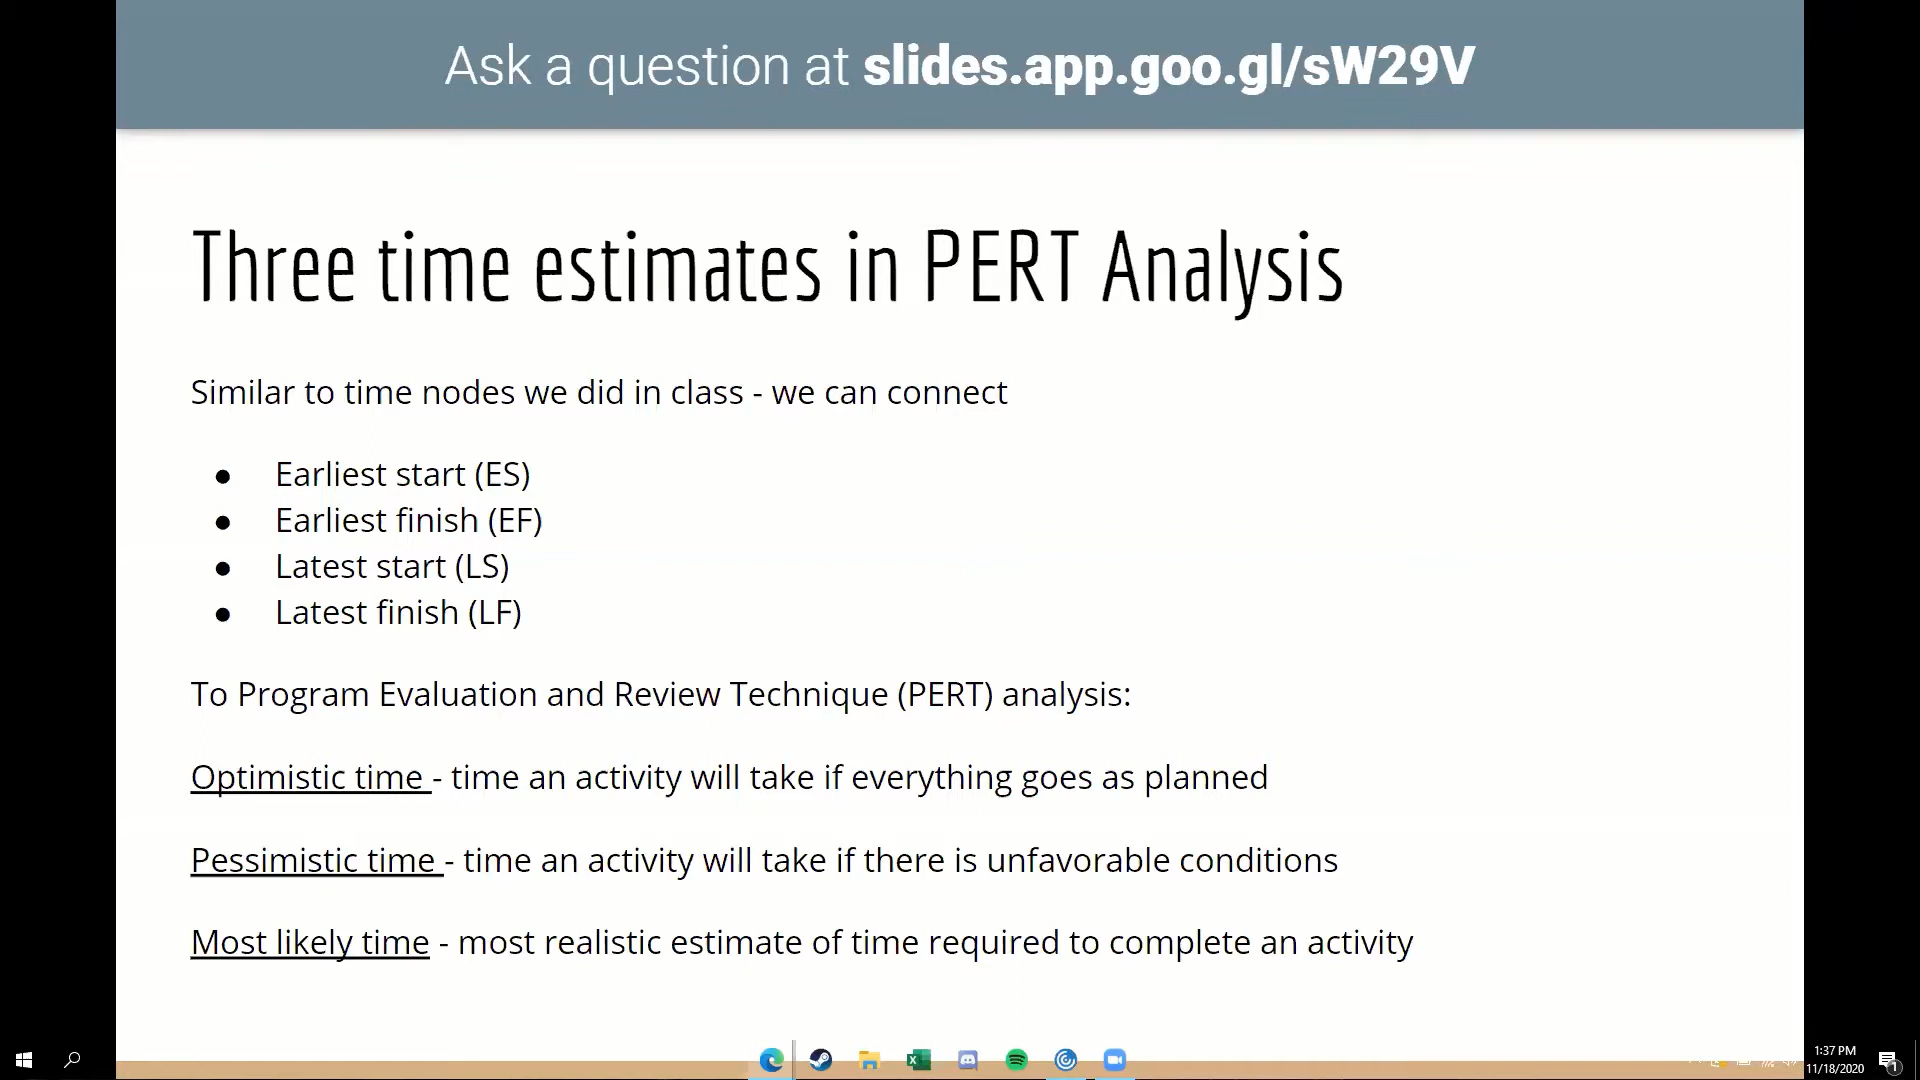 Ask a question at slides.app.goo.gl/sW29V
Three time estimates in PERT Analysis
Similar to time nodes we did in class - we can connect
● Earliest start (ES)
● Earliest finish (EF)
● Latest start (LS)
● Latest finish (LF)
To Program Evaluation and Review Technique (PERT) analysis:
Optimistic time - time an activity will take if everything goes as planned
Pessimistic time - time an activity will take if there is unfavorable conditions
Most likely time - most realistic estimate of time required to complete an activity
1:37 PM
11/18/2020
1